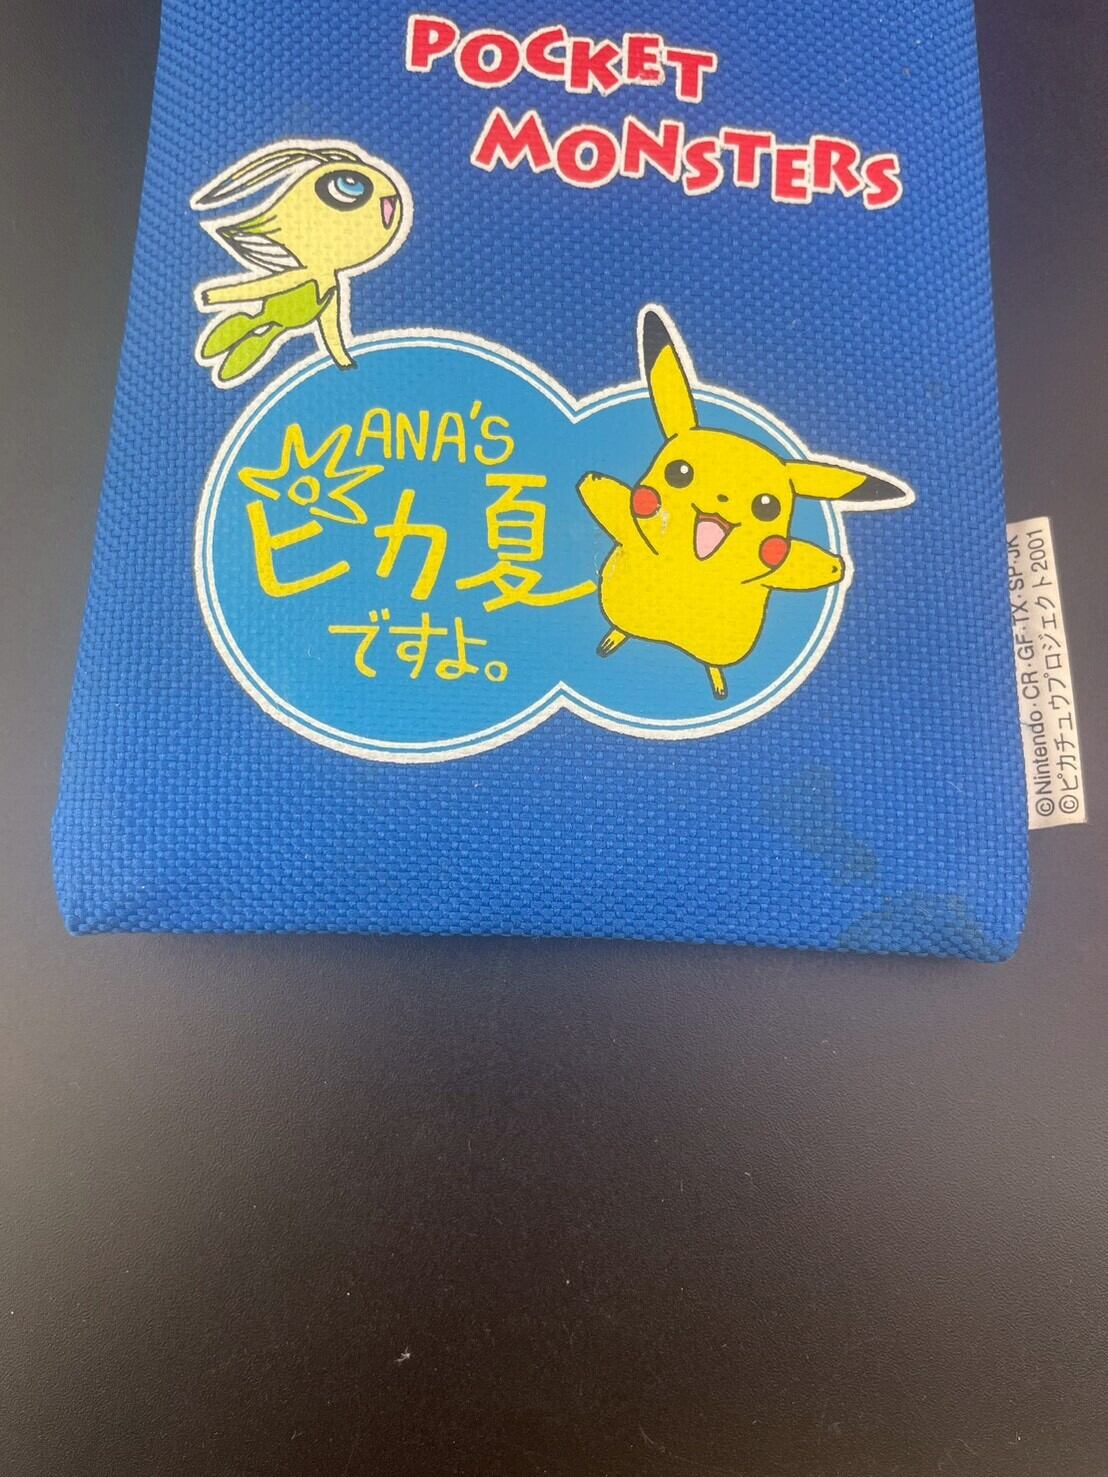 POCKET
MONSTERS
ANA'S
ピカ夏
ですよ。
©Nintendo・CR・GF・TX・SP・JK
©ピカチュウプロジェクト2001